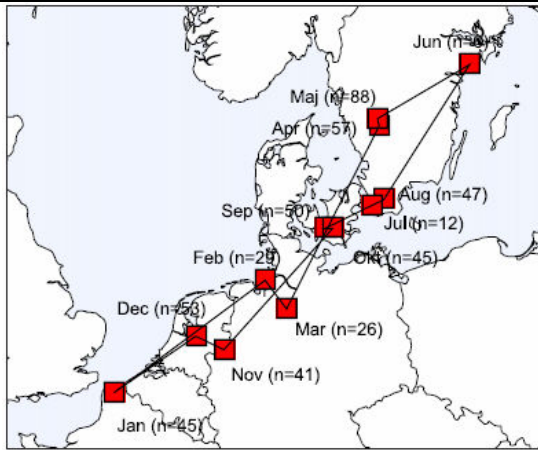 Jun (n=
Maj (n=88)
Apr (n=57)
Aug (n=47)
Jul (n=12)
Sep (n=50)
Okt (n=45)
Feb (n=29)
Dec (n=53)
Mar (n=26)
Nov (n=41)
Jan (n=45)